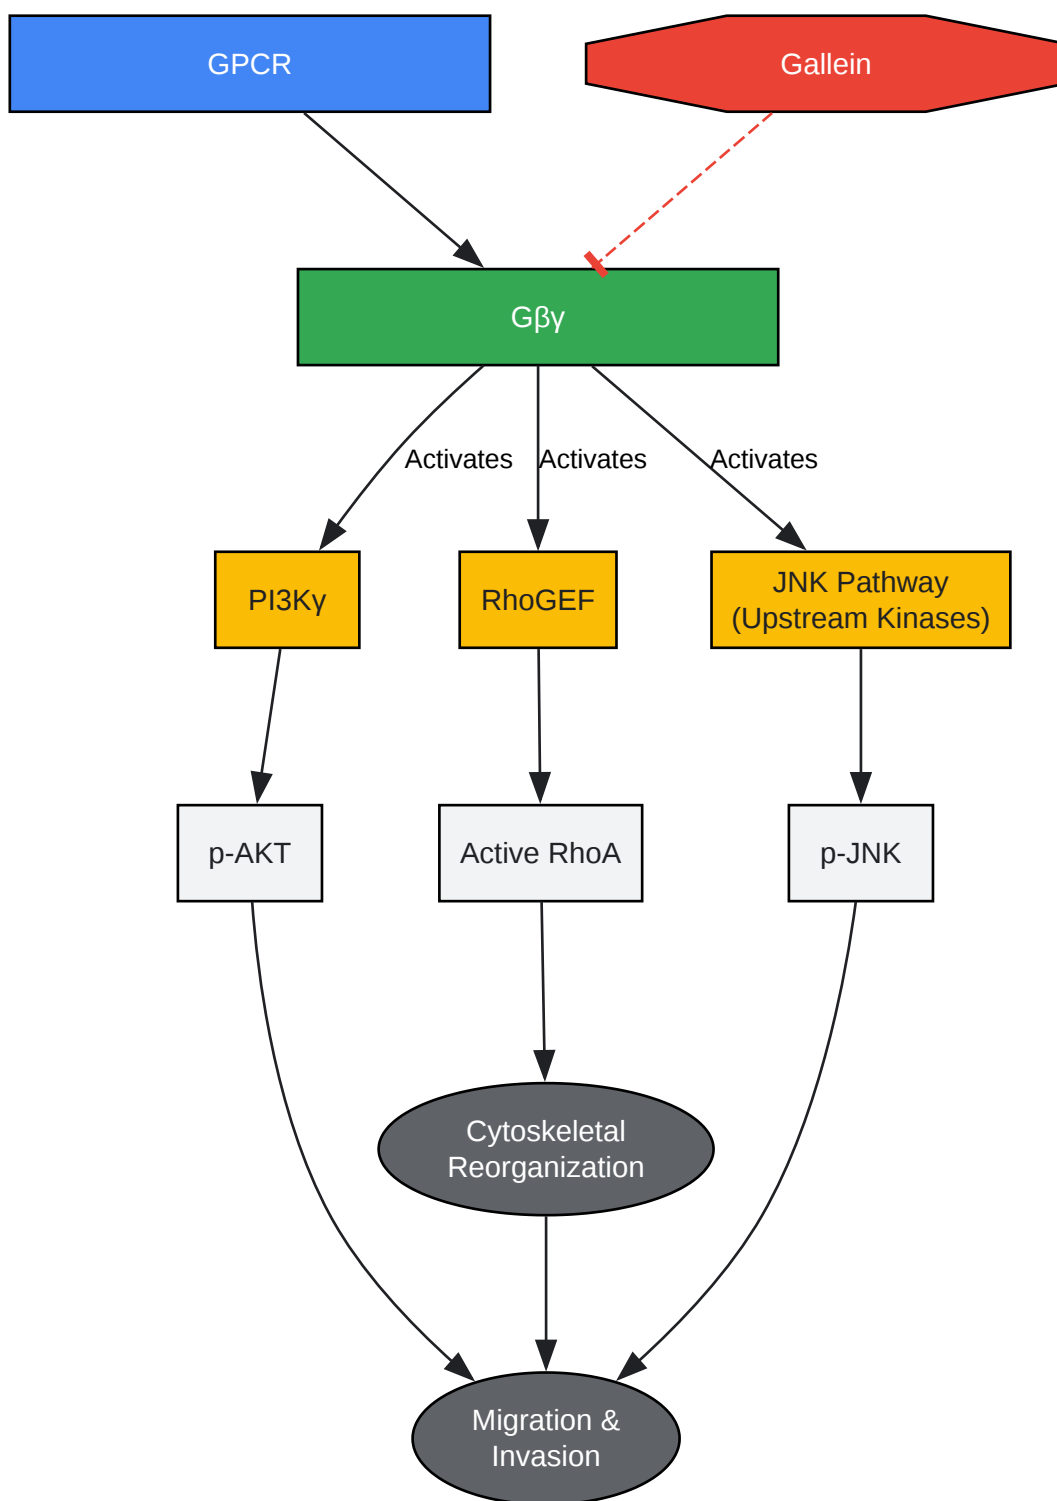 GPCR
Gallein
Gβγ
Activates
Activates
Activates
PI3Kγ
RhoGEF
JNK Pathway
(Upstream Kinases)
p-AKT
Active RhoA
p-JNK
Cytoskeletal
Reorganization
Migration &
Invasion